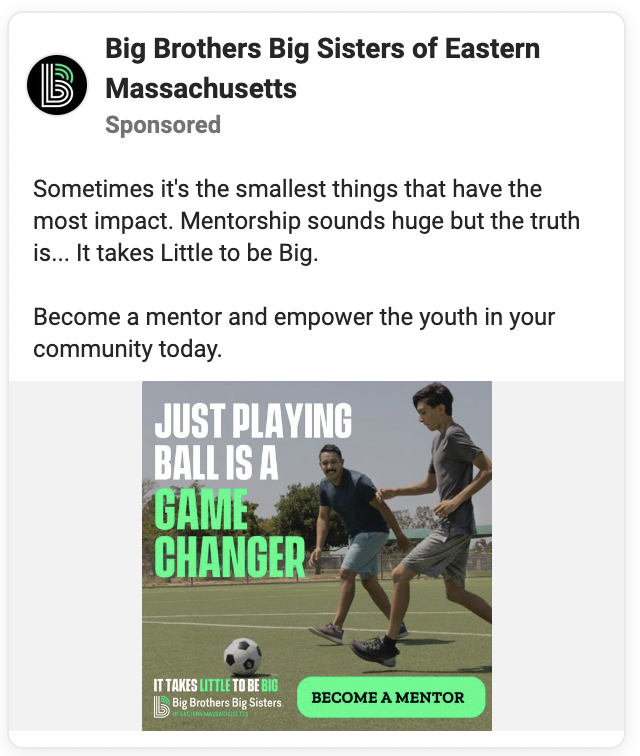 Big Brothers Big Sisters of Eastern
Massachusetts
Sponsored
Sometimes it's the smallest things that have the
most impact. Mentorship sounds huge but the truth
is... It takes Little to be Big.
Become a mentor and empower the youth in your
community today.
JUST PLAYING
BALL IS A
GAME
CHANGER
IT TAKES LITTLE TO BE BIG
Big Brothers Big Sisters
OF EASTERN MASSACHUSETTS
BECOME A MENTOR